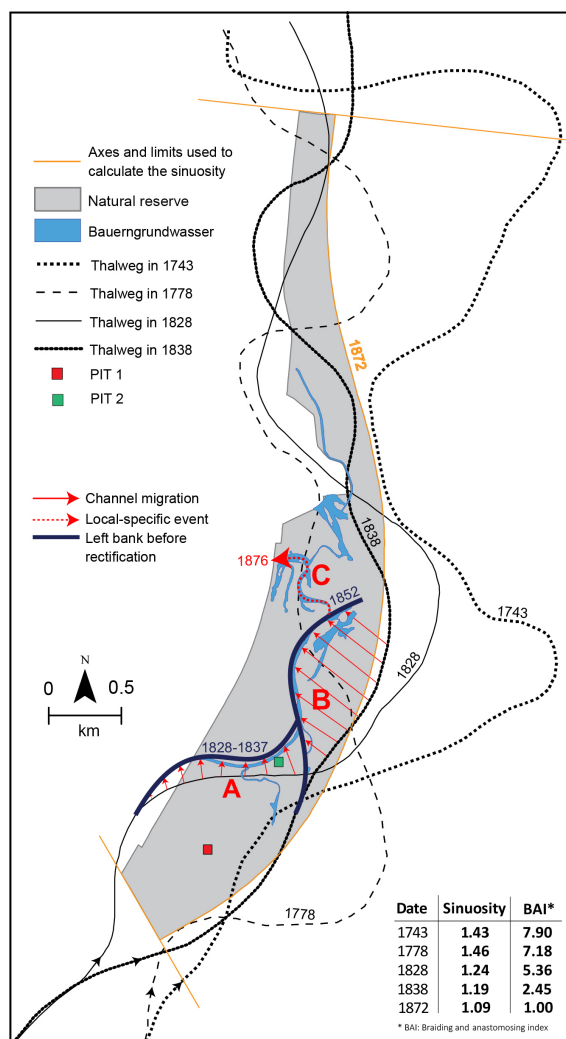 Axes and limits used to
calculate the sinuosity
Natural reserve
Bauerngrundwasser
Thalweg in 1743
Thalweg in 1778
Thalweg in 1828
Thalweg in 1838
PIT 1
PIT 2
Channel migration
Local-specific event
Left bank before
rectification
1872
1838
1876
C
1852
1743
1828
N
0 0.5
km
B
1828-1837
A
1778
Date Sinuosity BAI*
1743 1.43 7.90
1778 1.46 7.18
1828 1.24 5.36
1838 1.19 2.45
1872 1.09 1.00
* BAI: Braiding and anastomosing index